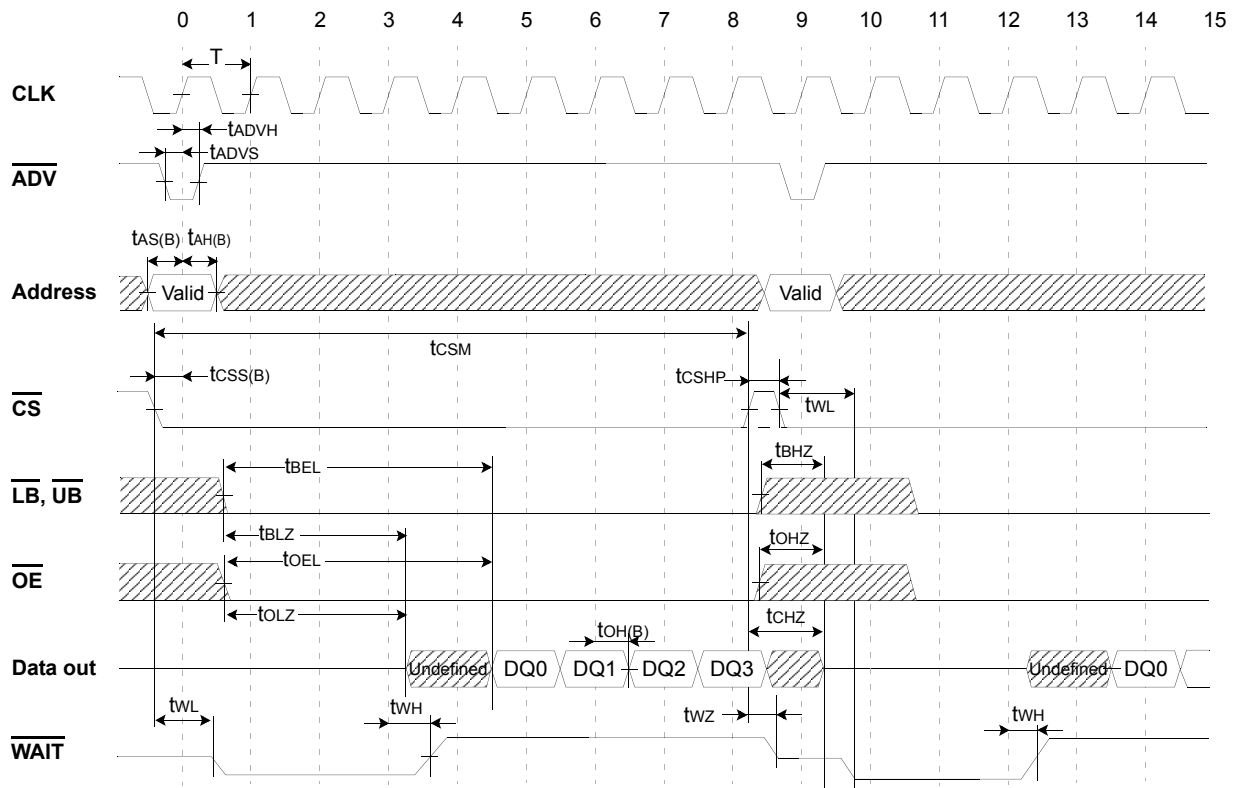 0 1 2 3 4 5 6 7 8 9 10 11 12 13 14 15
T
CLK
tADVH
tADVS
ADV
tAS(B) tAH(B)
Address Valid Valid
tCSM
tCSS(B) tCSHP
CS tWL
tBEL tBHZ
LB, UB
tBLZ
tOEL tOHZ
OE
tOLZ tCHZ
tOH(B)
Data out Undefined DQ0 DQ1 DQ2 DQ3 Undefined DQ0
tWL tWH tWZ tWH
WAIT